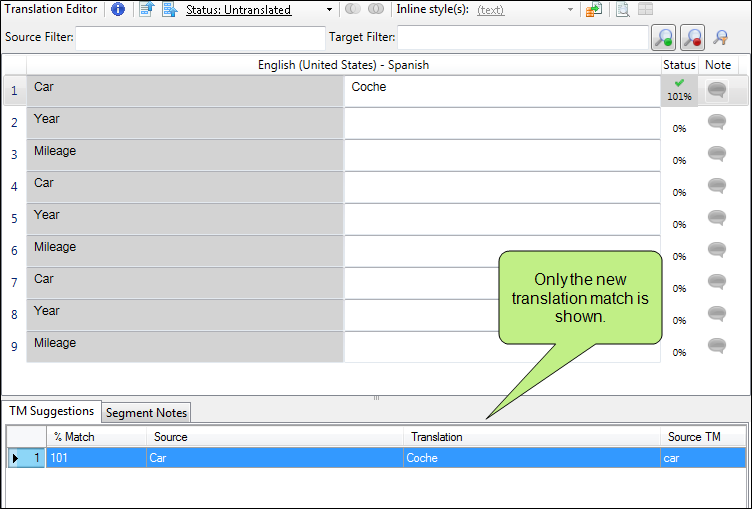 Translation Editor Status: Untranslated Inline style(s): (text)
Source Filter: Target Filter:
English (United States) - Spanish Status Note
1 Car Coche 101%
2 Year 0%
3 Mileage 0%
4 Car 0%
5 Year 0%
6 Mileage 0%
7 Car 0%
8 Year 0%
9 Mileage 0%
Only the new
translation match is
shown.
TM Suggestions Segment Notes
% Match Source Translation Source TM
1 101 Car Coche car